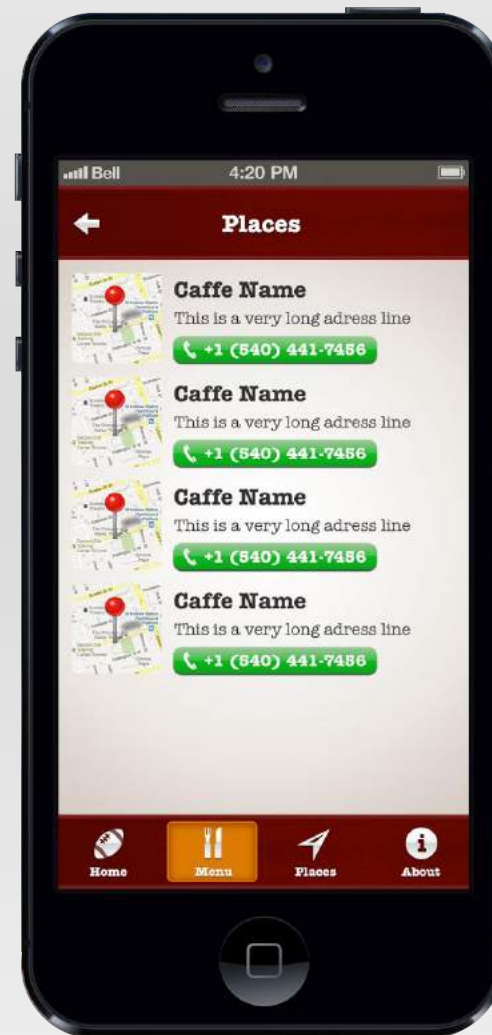 Bell
4:20 PM
Places
Caffe Name
This is a very long adress line
+1 (540) 441-7456
Caffe Name
This is a very long adress line
+1 (540) 441-7456
Caffe Name
This is a very long adress line
+1 (540) 441-7456
Caffe Name
This is a very long adress line
+1 (540) 441-7456
Home
Menu
Places
About